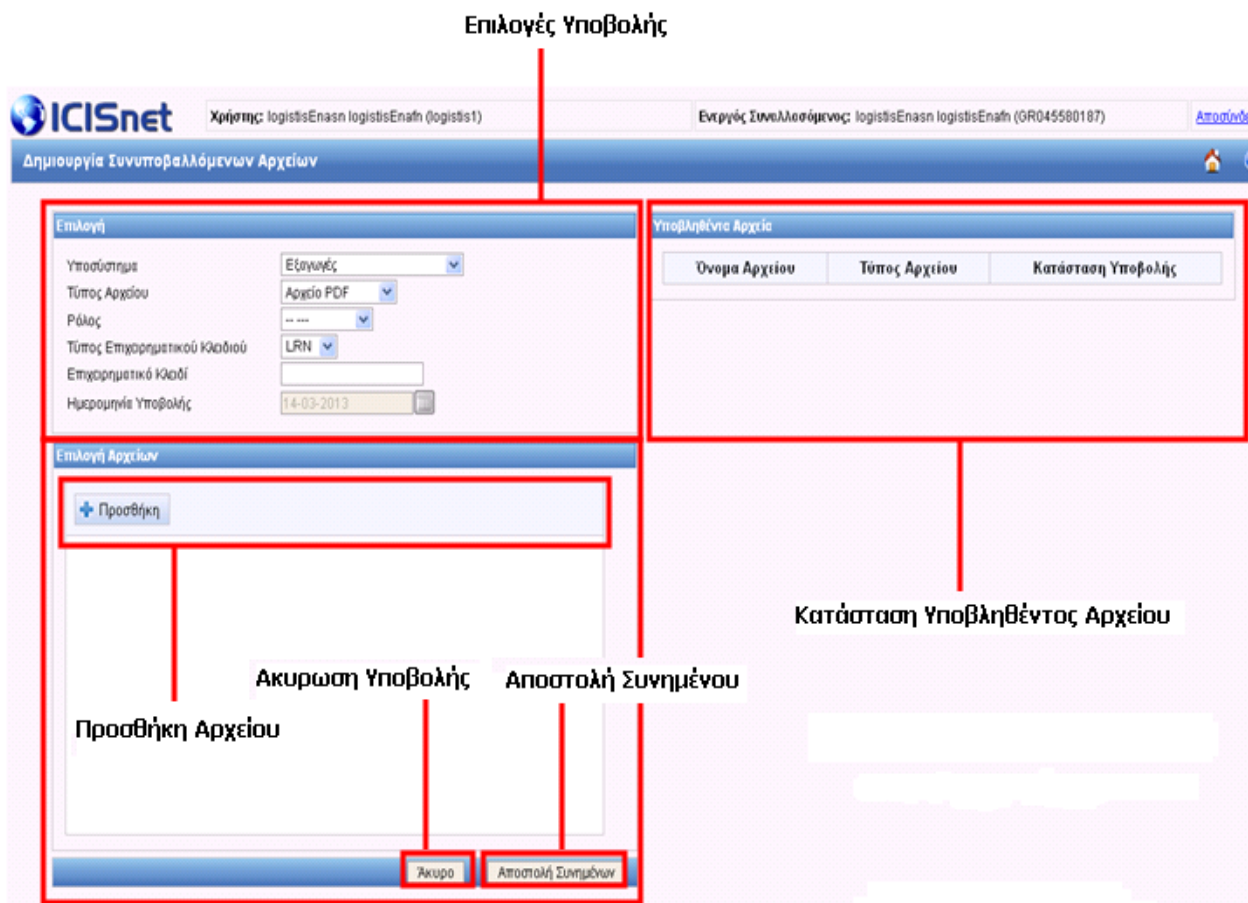 Επιλογές Υποβολής
ICISnet
Χρήστης: logistisEnasn logistisEnafn (logistis1)
Ενεργός Συναλλασόμενος: logistisEnasn logistisEnafn (GR045580187)
Αποσύνδε
Δημιουργία Συνυποβαλλόμενων Αρχείων
Επιλογή
Υποσύστημα Εξαγωγές
Τύπος Αρχείου Αρχείο PDF
Ρόλος -- ---
Τύπος Επιχειρηματικού Κλειδιού LRN
Επιχειρηματικό Κλειδί
Ημερομηνία Υποβολής 14-03-2013
Υποβληθέντα Αρχεία
Όνομα Αρχείου Τύπος Αρχείου Κατάσταση Υποβολής
Επιλογή Αρχείων
Προσθήκη
Κατάσταση Υποβληθέντος Αρχείου
Ακυρωση Υποβολής
Αποστολή Συνημένου
Προσθήκη Αρχείου
Άκυρο
Αποστολή Συνημένων